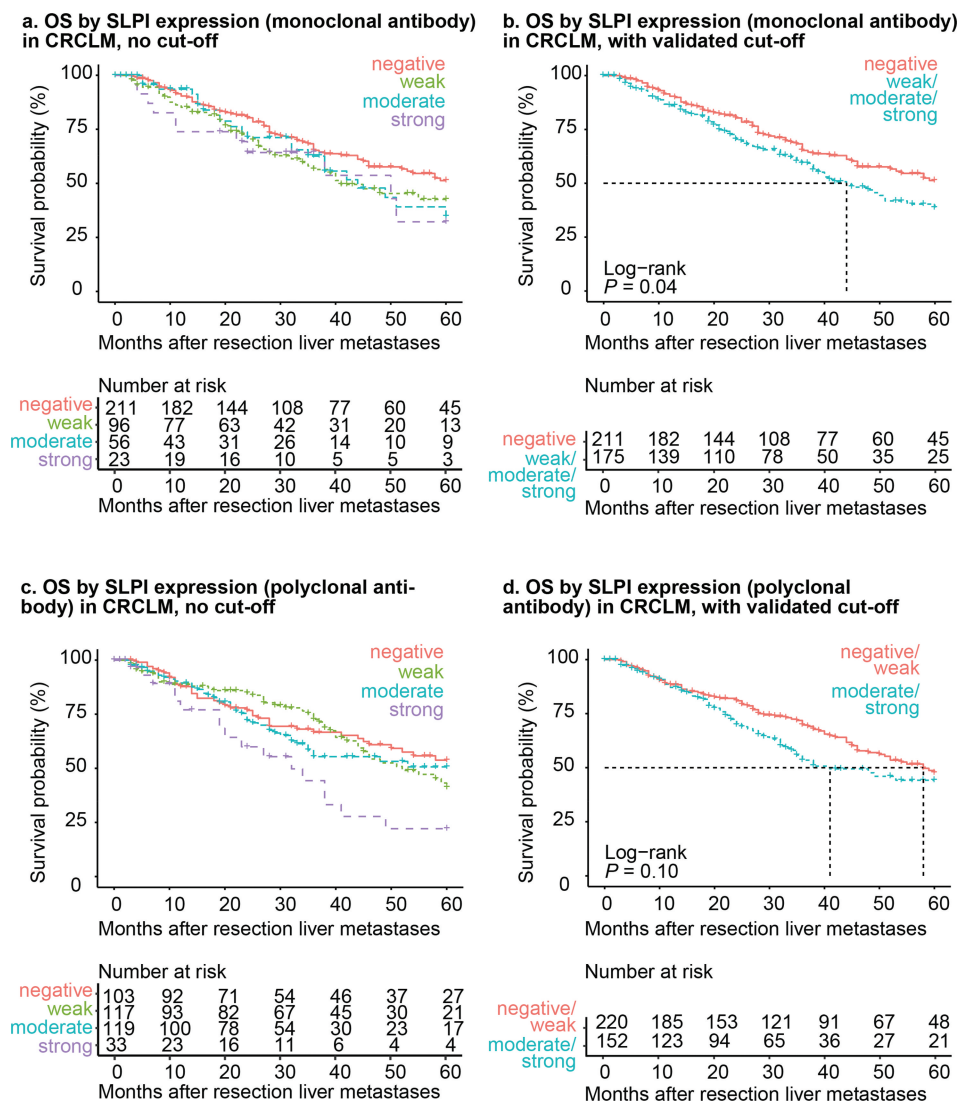 a. OS by SLPI expression (monoclonal antibody)
in CRCLM, no cut-off
negative
weak
moderate
strong
Survival probability (%)
100
75
50
25
0
0 10 20 30 40 50 60
Months after resection liver metastases
Number at risk
negative 211 182 144 108 77 60 45
weak 96 77 63 42 31 20 13
moderate 56 43 31 26 14 10 9
strong 23 19 16 10 5 5 3
0 10 20 30 40 50 60
Months after resection liver metastases
b. OS by SLPI expression (monoclonal antibody)
in CRCLM, with validated cut-off
negative
weak/
moderate/
strong
Survival probability (%)
100
75
50
25
0
Log−rank
P = 0.04
0 10 20 30 40 50 60
Months after resection liver metastases
Number at risk
negative 211 182 144 108 77 60 45
weak/ 175 139 110 78 50 35 25
moderate/
strong
0 10 20 30 40 50 60
Months after resection liver metastases
c. OS by SLPI expression (polyclonal anti-
body) in CRCLM, no cut-off
negative
weak
moderate
strong
Survival probability (%)
100
75
50
25
0
0 10 20 30 40 50 60
Months after resection liver metastases
Number at risk
negative 103 92 71 54 46 37 27
weak 117 93 82 67 45 30 21
moderate 119 100 78 54 30 23 17
strong 33 23 16 11 6 4 4
0 10 20 30 40 50 60
Months after resection liver metastases
d. OS by SLPI expression (polyclonal
antibody) in CRCLM, with validated cut-off
negative/
weak
moderate/
strong
Survival probability (%)
100
75
50
25
0
Log−rank
P = 0.10
0 10 20 30 40 50 60
Months after resection liver metastases
Number at risk
negative/
weak 220 185 153 121 91 67 48
moderate/ 152 123 94 65 36 27 21
strong
0 10 20 30 40 50 60
Months after resection liver metastases